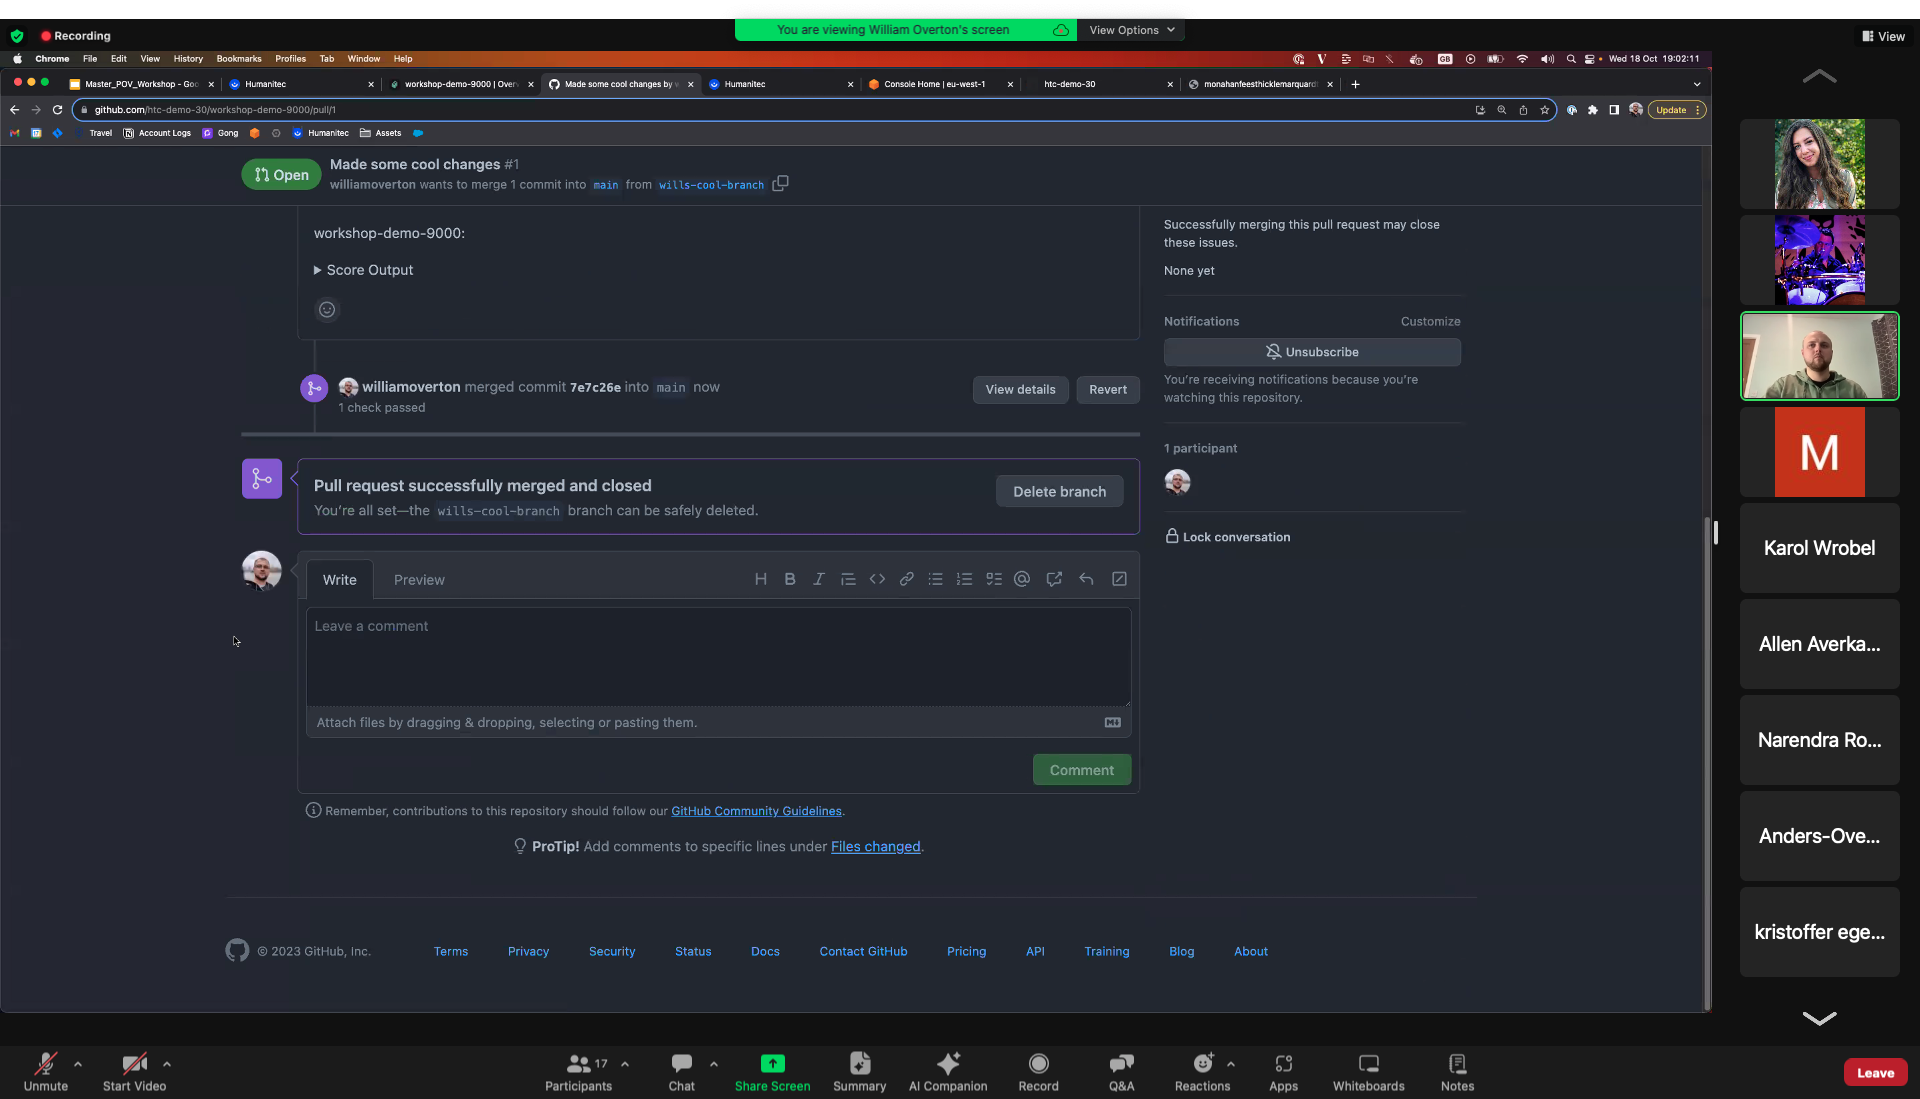 You are viewing William Overton's screen
View Options
Recording
View
Chrome File Edit View History Bookmarks Profiles Tab Window Help
GB
Wed 18 Oct 19:02:11
Master_POV_Workshop - Goo
Humanitec
workshop-demo-9000 | Over
Made some cool changes by w
Humanitec
Console Home | eu-west-1
htc-demo-30
monahanfeesthicklemarquard
github.com/htc-demo-30/workshop-demo-9000/pull/1
Update
Travel
Account Logs
Gong
Humanitec
Assets
Open
Made some cool changes #1
williamoverton wants to merge 1 commit into main from wills-cool-branch
workshop-demo-9000:
Score Output
williamoverton merged commit 7e7c26e into main now
1 check passed
View details
Revert
Pull request successfully merged and closed
You're all set—the wills-cool-branch branch can be safely deleted.
Delete branch
Write
Preview
Leave a comment
Attach files by dragging & dropping, selecting or pasting them.
Comment
Remember, contributions to this repository should follow our GitHub Community Guidelines.
ProTip! Add comments to specific lines under Files changed.
Successfully merging this pull request may close
these issues.
None yet
Notifications
Customize
Unsubscribe
You're receiving notifications because you're
watching this repository.
1 participant
Lock conversation
© 2023 GitHub, Inc.
Terms
Privacy
Security
Status
Docs
Contact GitHub
Pricing
API
Training
Blog
About
M
Karol Wrobel
Allen Averka...
Narendra Ro...
Anders-Ove...
kristoffer ege...
Unmute
Start Video
17
Participants
Chat
Share Screen
Summary
AI Companion
Record
Q&A
Reactions
Apps
Whiteboards
Notes
Leave